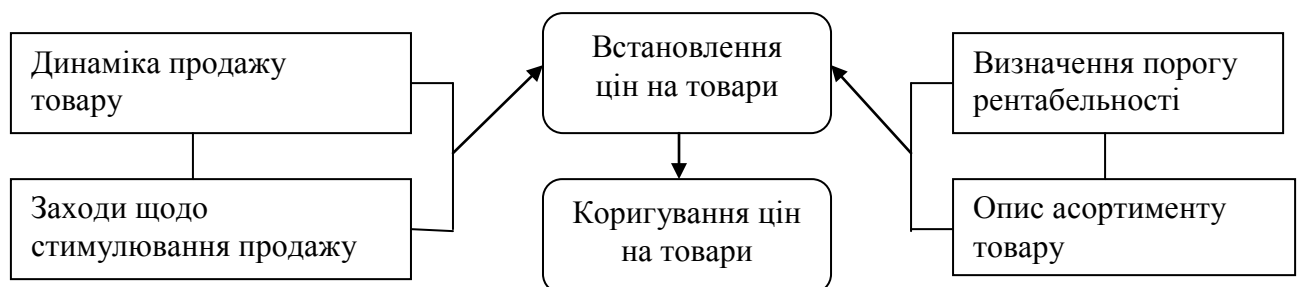 Динаміка продажу
товару
Встановлення
цін на товари
Визначення порогу
рентабельності
Заходи щодо
стимулювання продажу
Коригування цін
на товари
Опис асортименту
товару